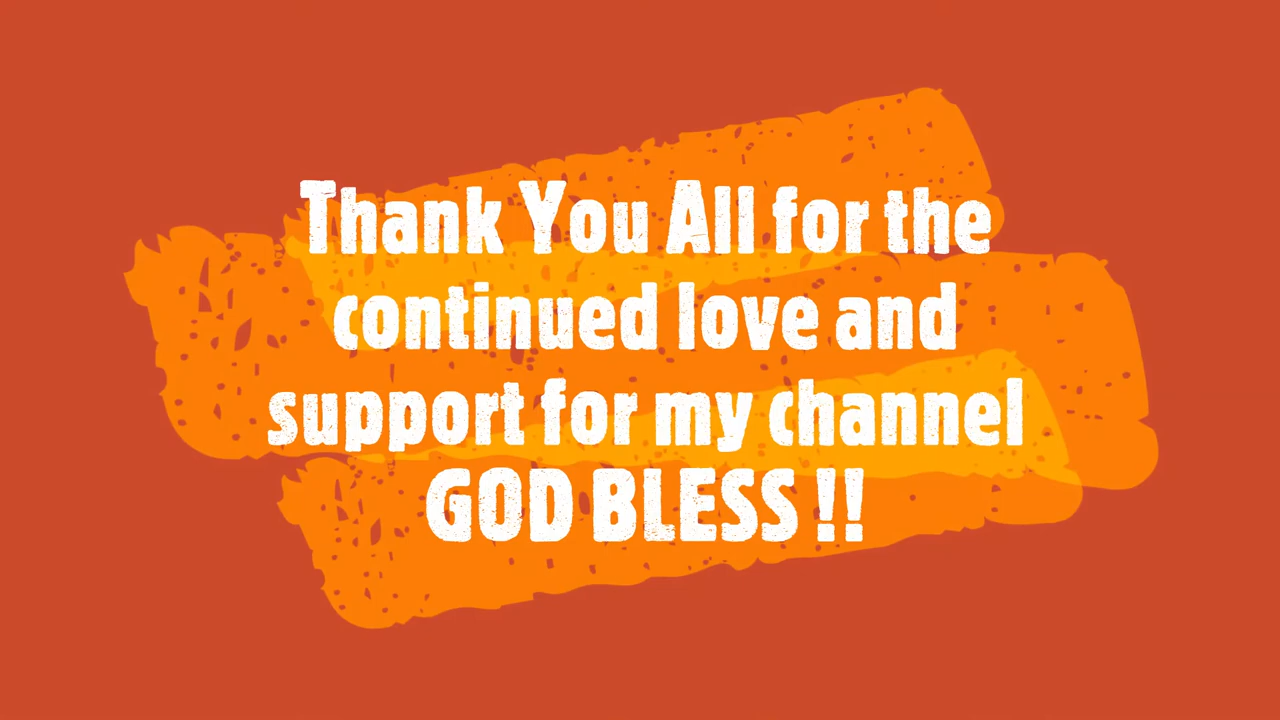 Thank You All for the
continued love and
support for my channel
GOD BLESS !!